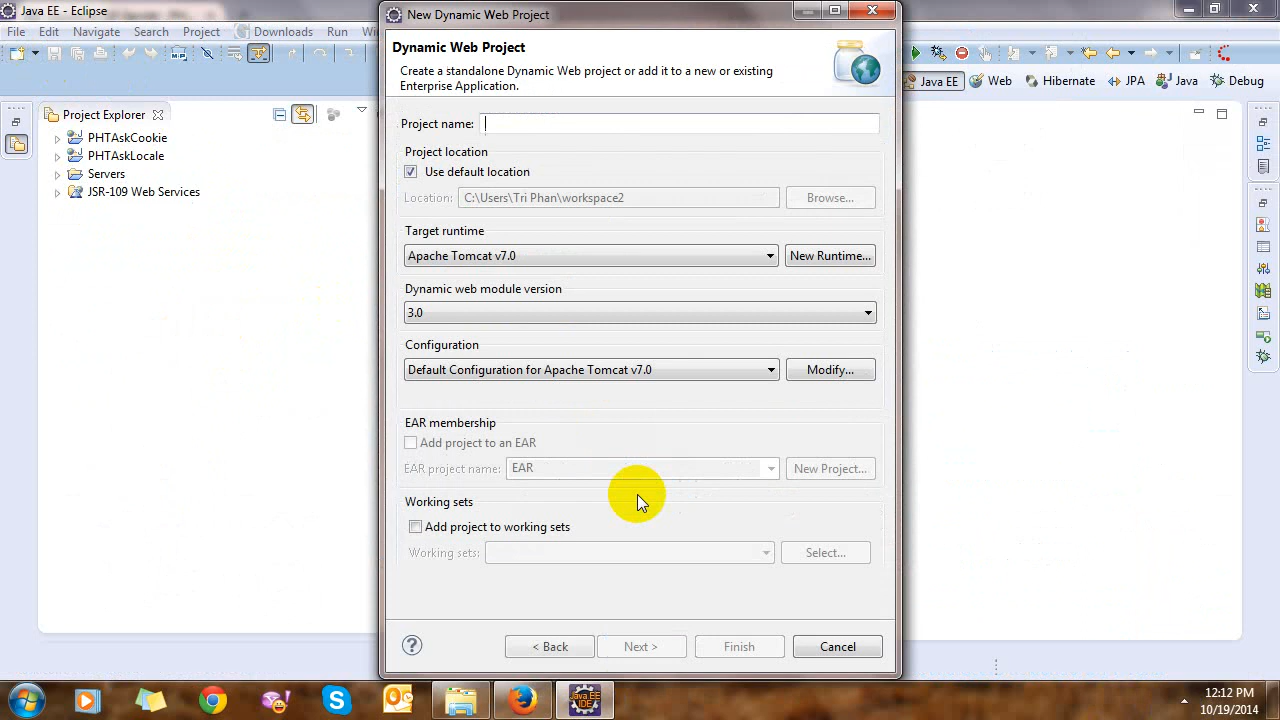 Java EE - Eclipse
New Dynamic Web Project
File Edit Navigate Search Project Downloads Run
Dynamic Web Project
Create a standalone Dynamic Web project or add it to a new or existing
Enterprise Application.
Java EE Web Hibernate JPA Java Debug
Project Explorer
PHTAskCookie
PHTAskLocale
Servers
JSR-109 Web Services
Project name:
Project location
Use default location
Location: C:\Users\Tri Phan\workspace2 Browse...
Target runtime
Apache Tomcat v7.0 New Runtime...
Dynamic web module version
3.0
Configuration
Default Configuration for Apache Tomcat v7.0 Modify...
EAR membership
Add project to an EAR
EAR project name: EAR New Project...
Working sets
Add project to working sets
Working sets: Select...
< Back Next > Finish Cancel
Java EE
IDE
12:12 PM
10/19/2014